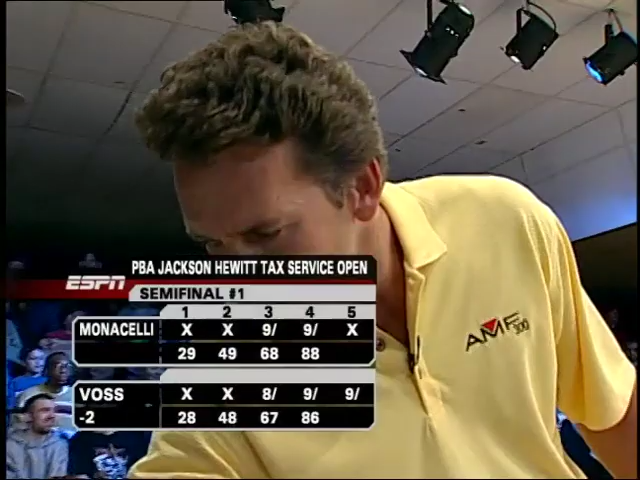 PBA JACKSON HEWITT TAX SERVICE OPEN
ESPN
SEMIFINAL #1
1 2 3 4 5
MONACELLI X X 9/ 9/ X
29 49 68 88
VOSS X X 8/ 9/ 9/
-2 28 48 67 86
AMF
300